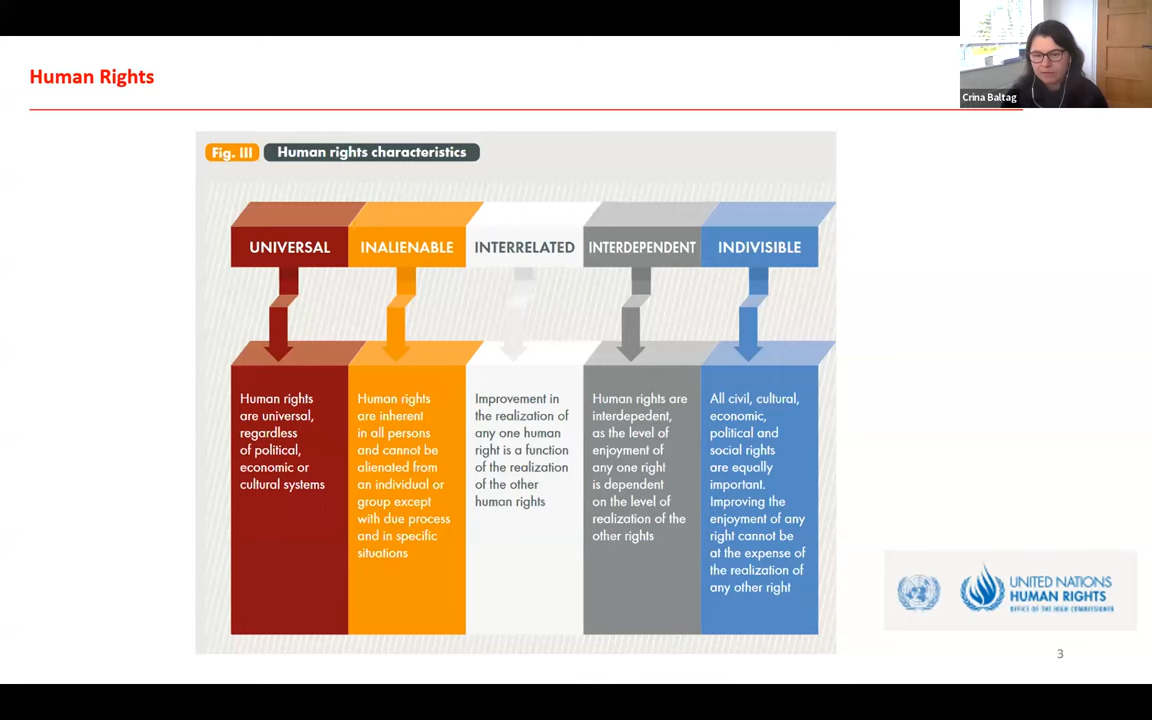 Human Rights
Crina Baltag
Fig. III Human rights characteristics
UNIVERSAL
INALIENABLE
INTERRELATED
INTERDEPENDENT
INDIVISIBLE
Human rights
are universal,
regardless
of political,
economic or
cultural systems
Human rights
are inherent
in all persons
and cannot be
alienated from
an individual or
group except
with due process
and in specific
situations
Improvement in
the realization of
any one human
right is a function
of the realization
of the other
human rights
Human rights are
interdepedent,
as the level of
enjoyment of
any one right
is dependent
on the level of
realization of the
other rights
All civil, cultural,
economic,
political and
social rights
are equally
important.
Improving the
enjoyment of any
right cannot be
at the expense of
the realization of
any other right
UNITED NATIONS
HUMAN RIGHTS
OFFICE OF THE HIGH COMMISSIONER
3